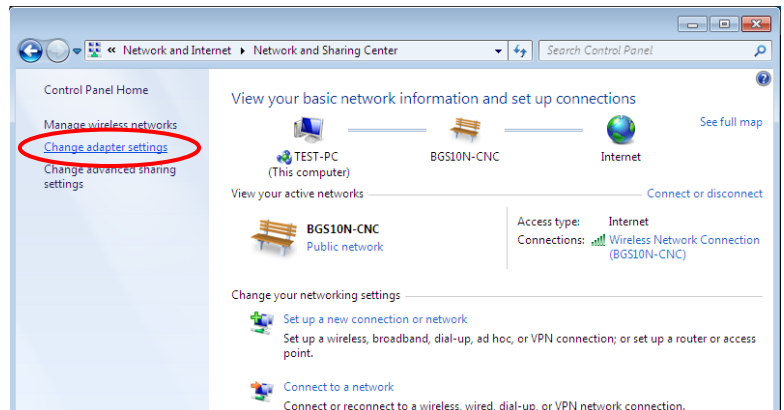 « Network and Internet ▸ Network and Sharing Center
Search Control Panel
Control Panel Home
Manage wireless networks
Change adapter settings
Change advanced sharing
settings
View your basic network information and set up connections
See full map
TEST-PC
(This computer)
BGS10N-CNC
Internet
View your active networks
Connect or disconnect
BGS10N-CNC
Public network
Access type: Internet
Connections: Wireless Network Connection
(BGS10N-CNC)
Change your networking settings
Set up a new connection or network
Set up a wireless, broadband, dial-up, ad hoc, or VPN connection; or set up a router or access
point.
Connect to a network
Connect or reconnect to a wireless, wired, dial-up, or VPN network connection.